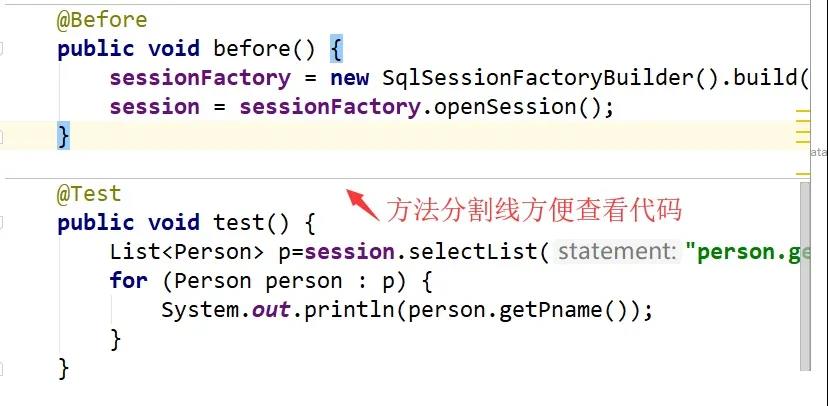 @Before
public void before() {
sessionFactory = new SqlSessionFactoryBuilder().build(
session = sessionFactory.openSession();
}
ata
@Test
方法分割线方便查看代码
public void test() {
List<Person> p=session.selectList( statement: "person.ge
for (Person person : p) {
System.out.println(person.getPname());
}
}